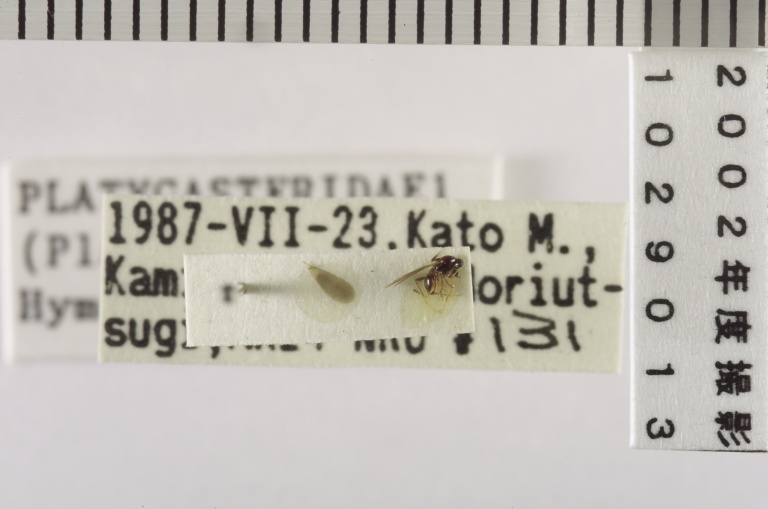 PLATYGASTERIDAE1
(Pl
Hym
1987-VII-23, Kato M.,
Kam oriut-
sug #131
2002年度撮影
1029013